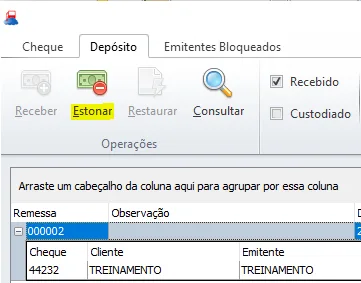 Cheque Depósito Emitentes Bloqueados
Receber Estonar Restaurar Consultar
Recebido
Custodiado
Operações
Arraste um cabeçalho da coluna aqui para agrupar por essa coluna
Remessa Observação
000002
Cheque Cliente Emitente
44232 TREINAMENTO TREINAMENTO